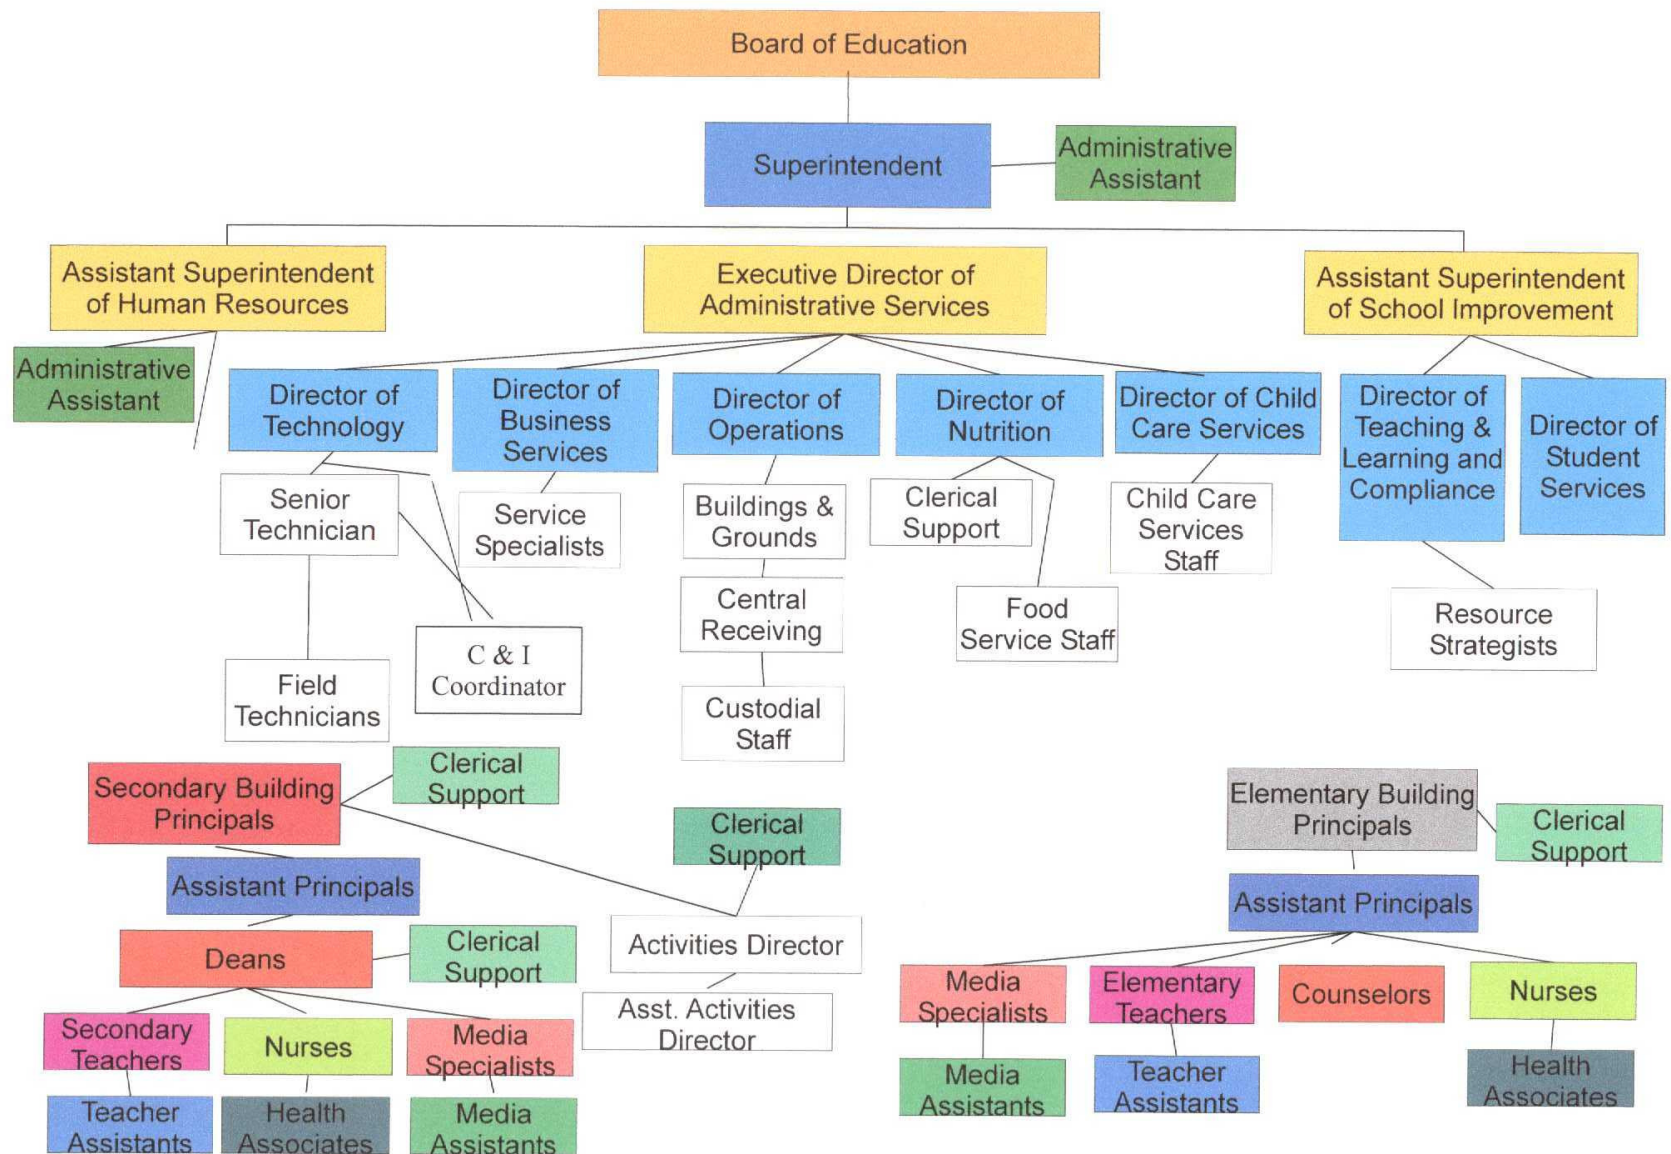 Board of Education
Superintendent
Administrative
Assistant
Assistant Superintendent
of Human Resources
Executive Director of
Administrative Services
Assistant Superintendent
of School Improvement
Administrative
Assistant
Director of
Technology
Director of
Business
Services
Director of
Operations
Director of
Nutrition
Director of Child
Care Services
Director of
Teaching &
Learning and
Compliance
Director of
Student
Services
Senior
Technician
Service
Specialists
Buildings &
Grounds
Clerical
Support
Child Care
Services
Staff
Central
Receiving
Food
Service Staff
Resource
Strategists
Field
Technicians
C & I
Coordinator
Custodial
Staff
Secondary Building
Principals
Clerical
Support
Clerical
Support
Elementary Building
Principals
Clerical
Support
Assistant Principals
Assistant Principals
Deans
Clerical
Support
Activities Director
Asst. Activities
Director
Media
Specialists
Elementary
Teachers
Counselors
Nurses
Secondary
Teachers
Nurses
Media
Specialists
Media
Assistants
Teacher
Assistants
Health
Associates
Teacher
Assistants
Health
Associates
Media
Assistants